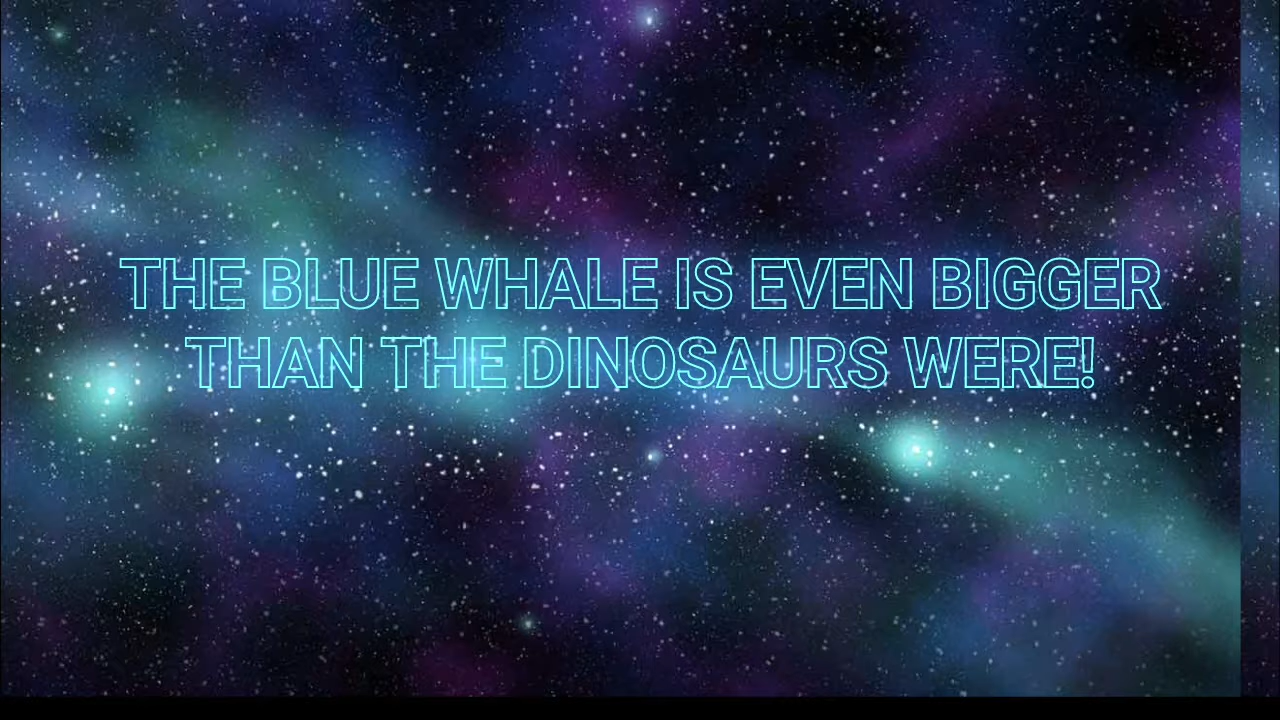 THE BLUE WHALE IS EVEN BIGGER
THAN THE DINOSAURS WERE!